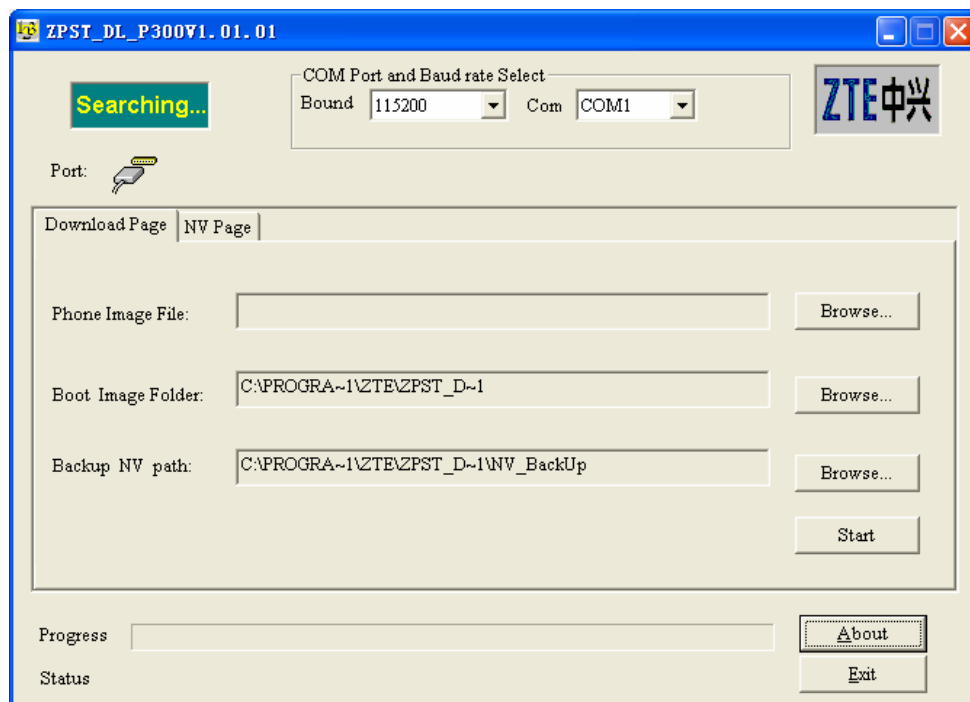 ZPST_DL_P300V1.01.01
Searching...
COM Port and Baud rate Select
Bound 115200 Com COM1
ZTE中兴
Port:
Download Page NV Page
Phone Image File: Browse...
Boot Image Folder: C:\PROGRA~1\ZTE\ZPST_D~1 Browse...
Backup NV path: C:\PROGRA~1\ZTE\ZPST_D~1\NV_BackUp Browse...
Start
Progress About
Status Exit